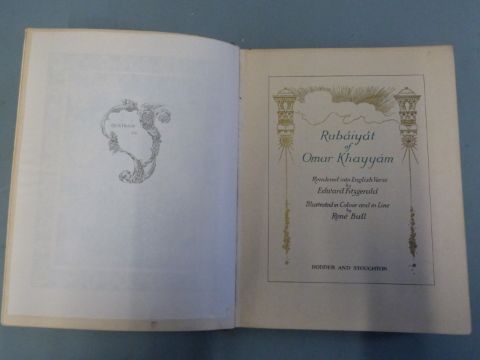 Rubáiyát
of
Omar Khayyám
Rendered into English Verse
by
Edward Fitzgerald
Illustrated in Colour and in Line
by
René Bull
HODDER AND STOUGHTON